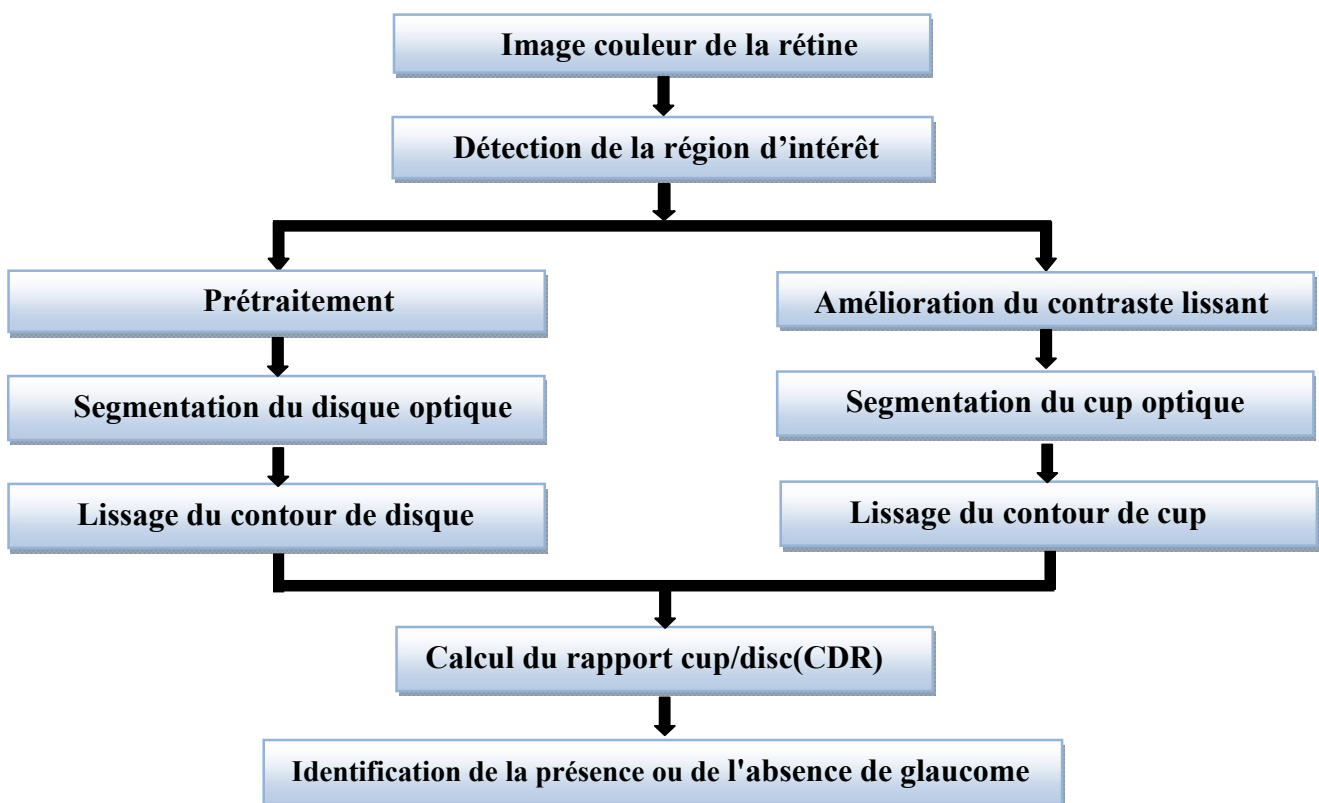 Image couleur de la rétine
Détection de la région d’intérêt
Prétraitement
Segmentation du disque optique
Lissage du contour de disque
Amélioration du contraste lissant
Segmentation du cup optique
Lissage du contour de cup
Calcul du rapport cup/disc(CDR)
Identification de la présence ou de l'absence de glaucome